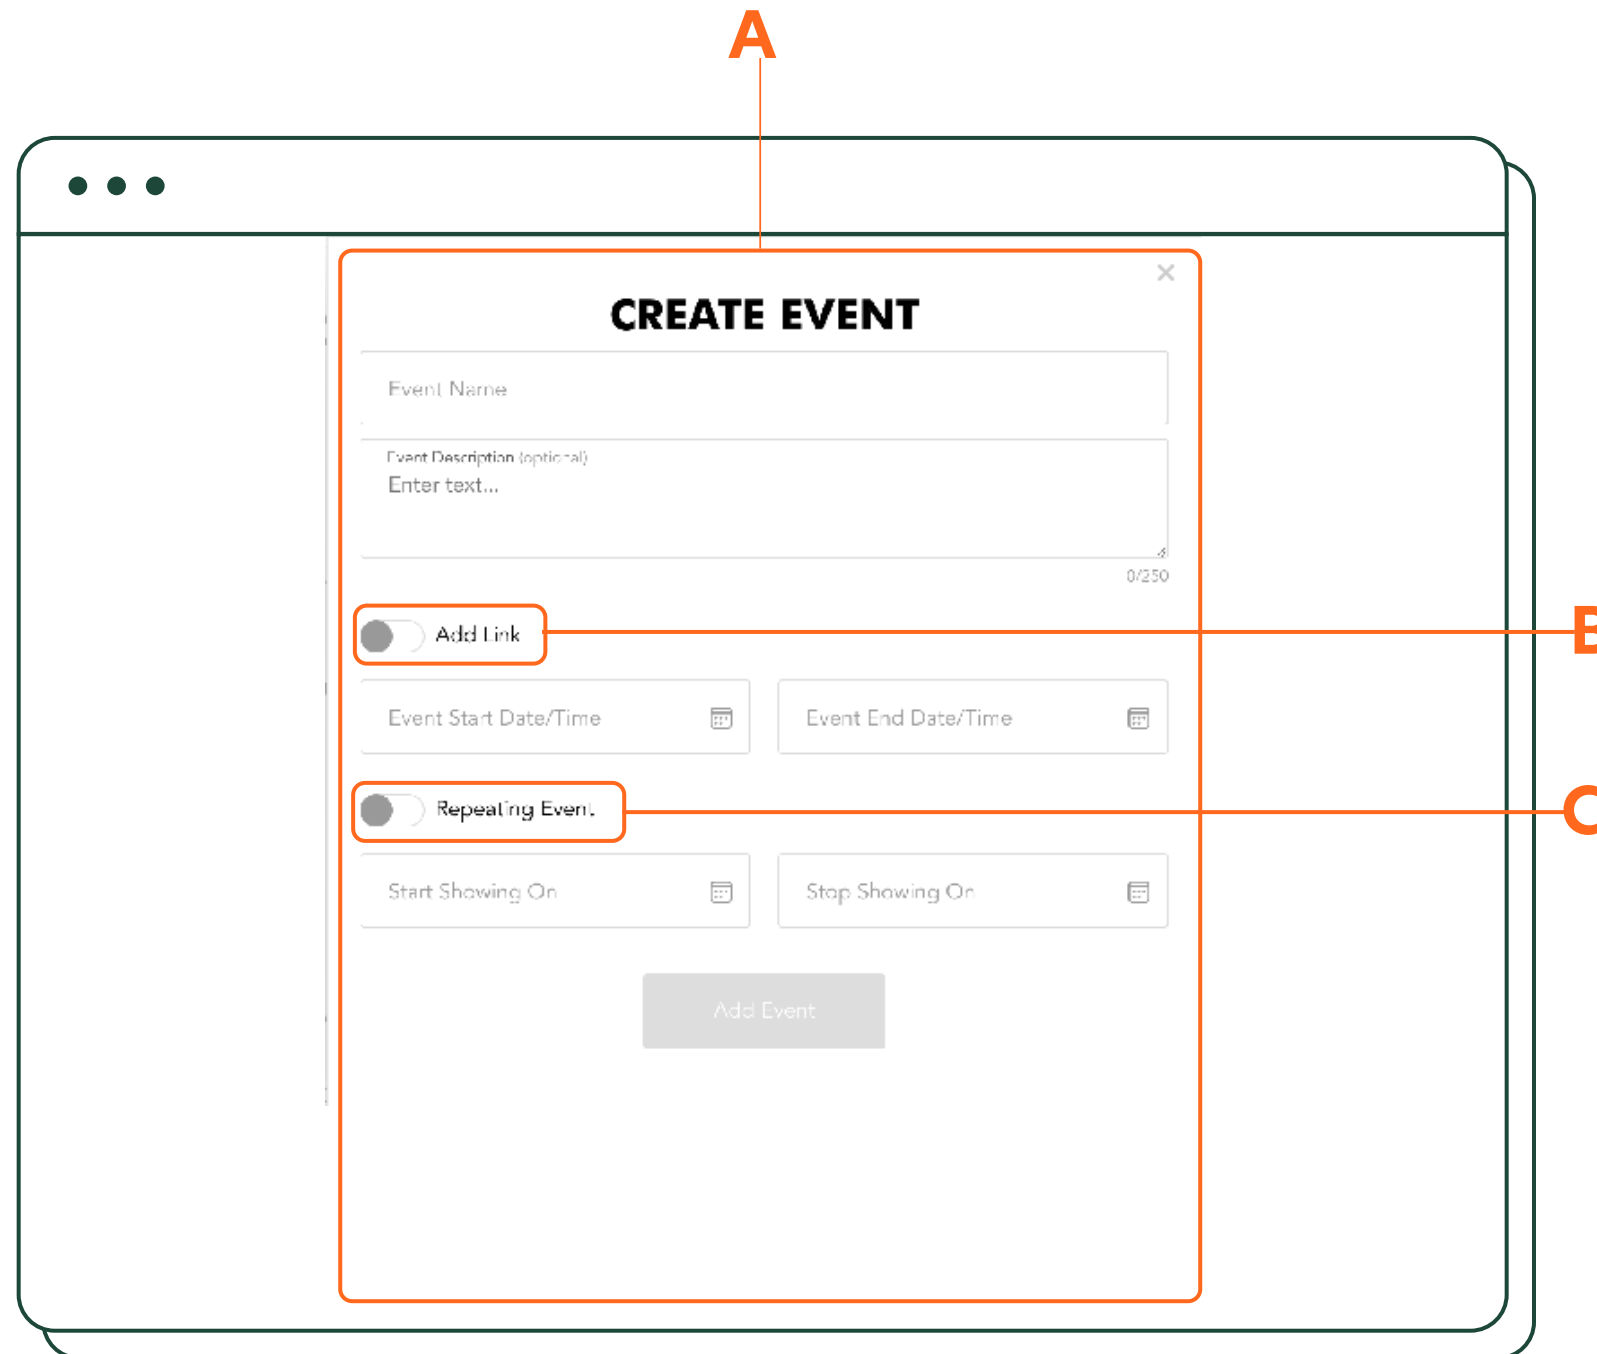 A
CREATE EVENT
Event Name
Event Description (optional)
Enter text...
0/250
Add Link
B
Event Start Date/Time
Event End Date/Time
Repeating Event
C
Start Showing On
Stop Showing On
Add Event